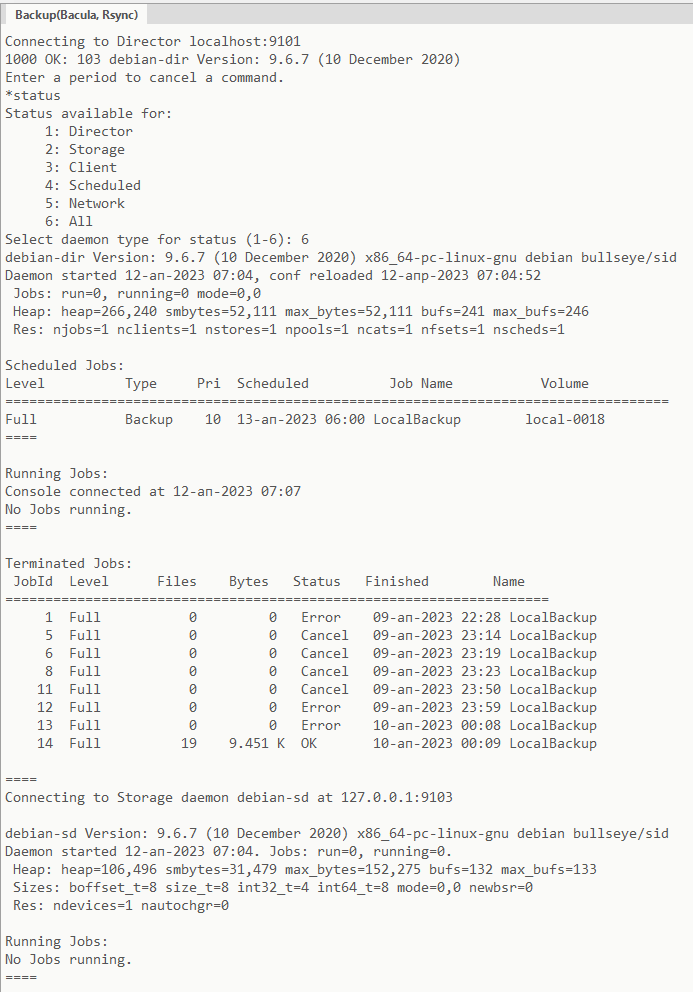 Backup(Bacula, Rsync)
Connecting to Director localhost:9101
1000 OK: 103 debian-dir Version: 9.6.7 (10 December 2020)
Enter a period to cancel a command.
*status
Status available for:
     1: Director
     2: Storage
     3: Client
     4: Scheduled
     5: Network
     6: All
Select daemon type for status (1-6): 6
debian-dir Version: 9.6.7 (10 December 2020) x86_64-pc-linux-gnu debian bullseye/sid
Daemon started 12-ап-2023 07:04, conf reloaded 12-апр-2023 07:04:52
 Jobs: run=0, running=0 mode=0,0
 Heap: heap=266,240 smbytes=52,111 max_bytes=52,111 bufs=241 max_bufs=246
 Res: njobs=1 nclients=1 nstores=1 npools=1 ncats=1 nfsets=1 nscheds=1

Scheduled Jobs:
Level          Type     Pri  Scheduled          Job Name           Volume
===================================================================================
Full           Backup    10  13-ап-2023 06:00 LocalBackup        local-0018
====

Running Jobs:
Console connected at 12-ап-2023 07:07
No Jobs running.
====

Terminated Jobs:
 JobId  Level      Files    Bytes   Status   Finished        Name
====================================================================
     1  Full           0         0   Error    09-ап-2023 22:28 LocalBackup
     5  Full           0         0   Cancel   09-ап-2023 23:14 LocalBackup
     6  Full           0         0   Cancel   09-ап-2023 23:19 LocalBackup
     8  Full           0         0   Cancel   09-ап-2023 23:23 LocalBackup
    11  Full           0         0   Cancel   09-ап-2023 23:50 LocalBackup
    12  Full           0         0   Error    09-ап-2023 23:59 LocalBackup
    13  Full           0         0   Error    10-ап-2023 00:08 LocalBackup
    14  Full          19    9.451 K  OK       10-ап-2023 00:09 LocalBackup

====
Connecting to Storage daemon debian-sd at 127.0.0.1:9103

debian-sd Version: 9.6.7 (10 December 2020) x86_64-pc-linux-gnu debian bullseye/sid
Daemon started 12-ап-2023 07:04. Jobs: run=0, running=0.
 Heap: heap=106,496 smbytes=31,479 max_bytes=152,275 bufs=132 max_bufs=133
 Sizes: boffset_t=8 size_t=8 int32_t=4 int64_t=8 mode=0,0 newbsr=0
 Res: ndevices=1 nautochgr=0

Running Jobs:
No Jobs running.
====